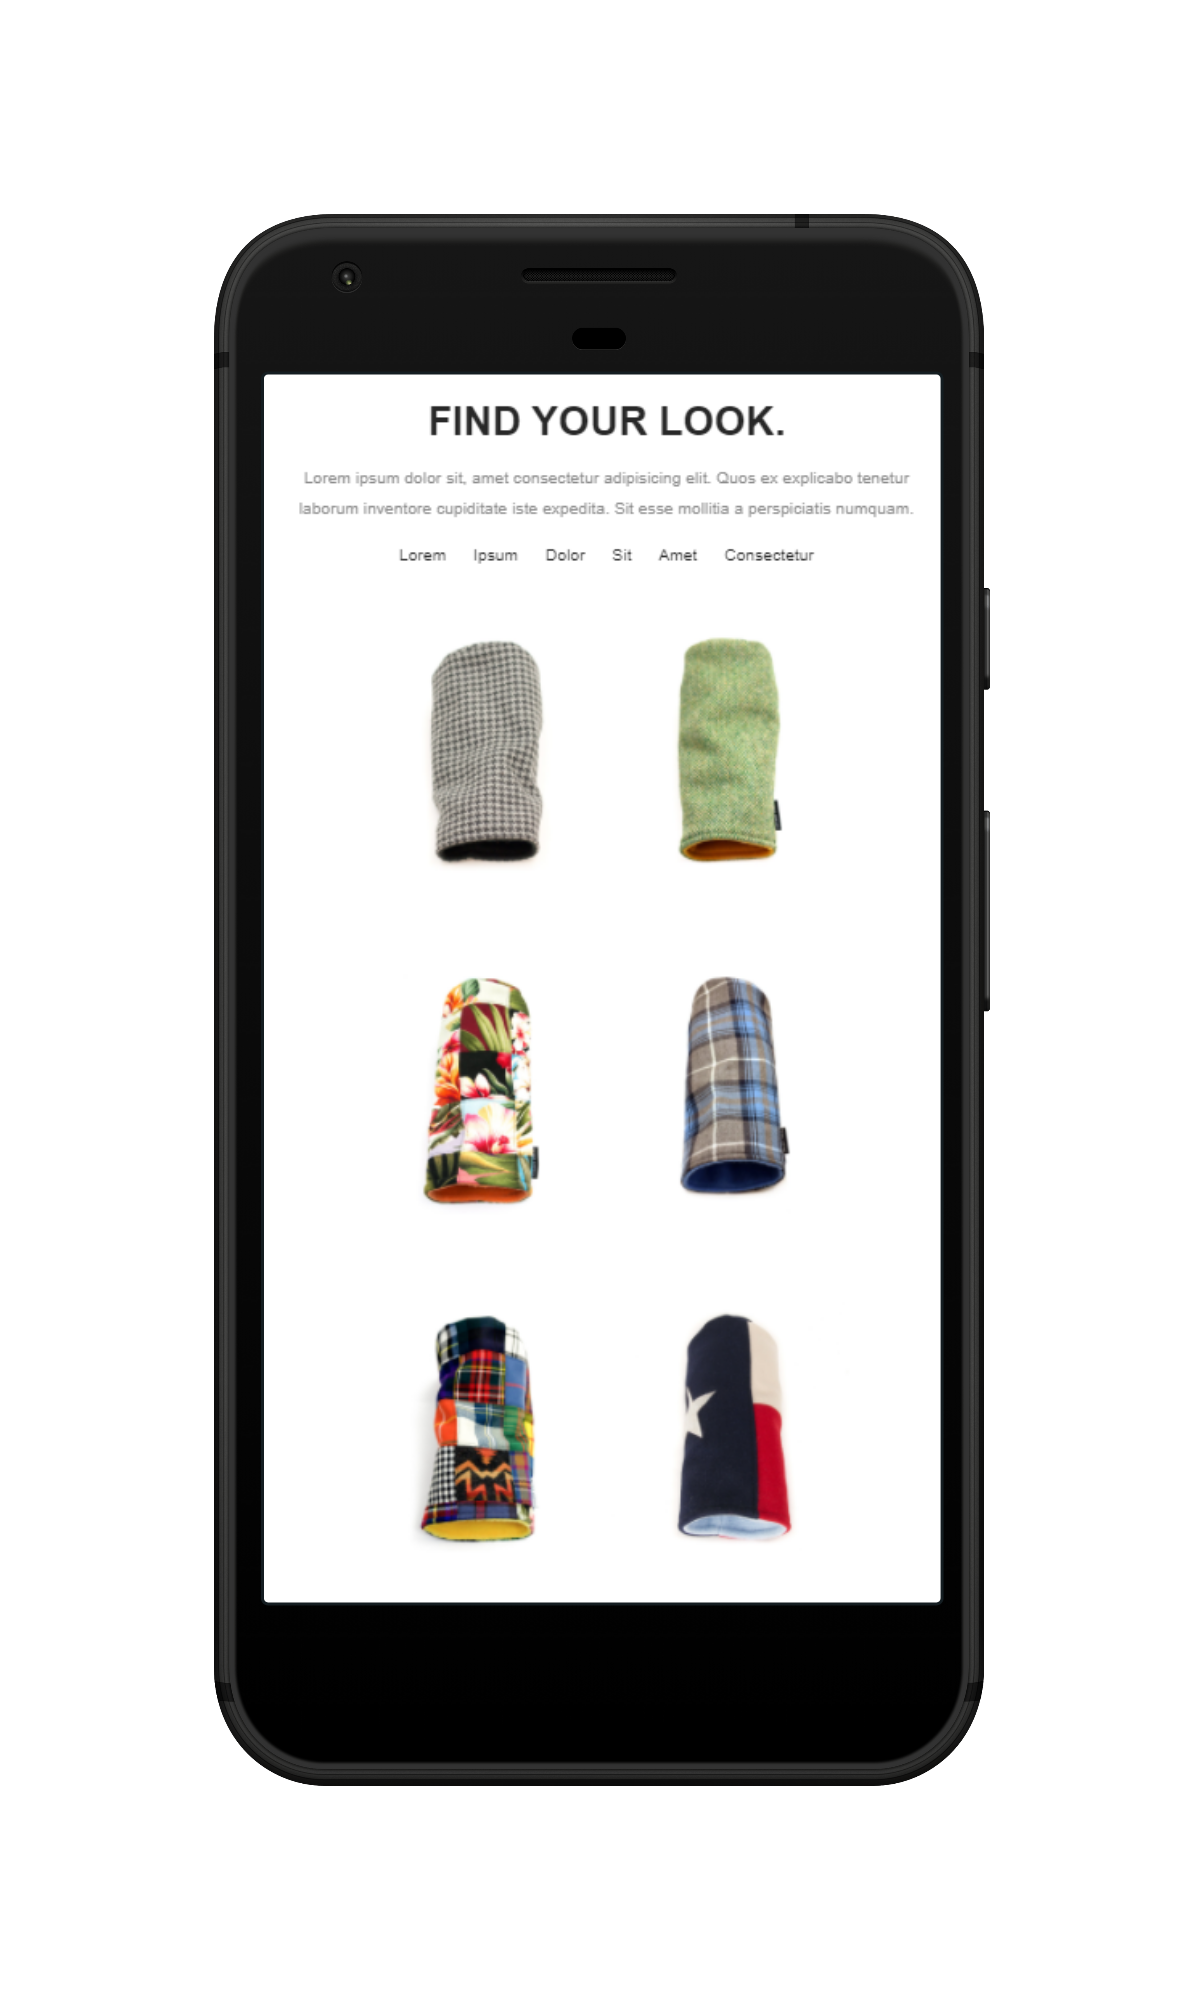 FIND YOUR LOOK.
Lorem ipsum dolor sit, amet consectetur adipisicing elit. Quos ex explicabo tenetur
laborum inventore cupiditate iste expedita. Sit esse mollitia a perspiciatis numquam.
Lorem Ipsum Dolor Sit Amet Consectetur